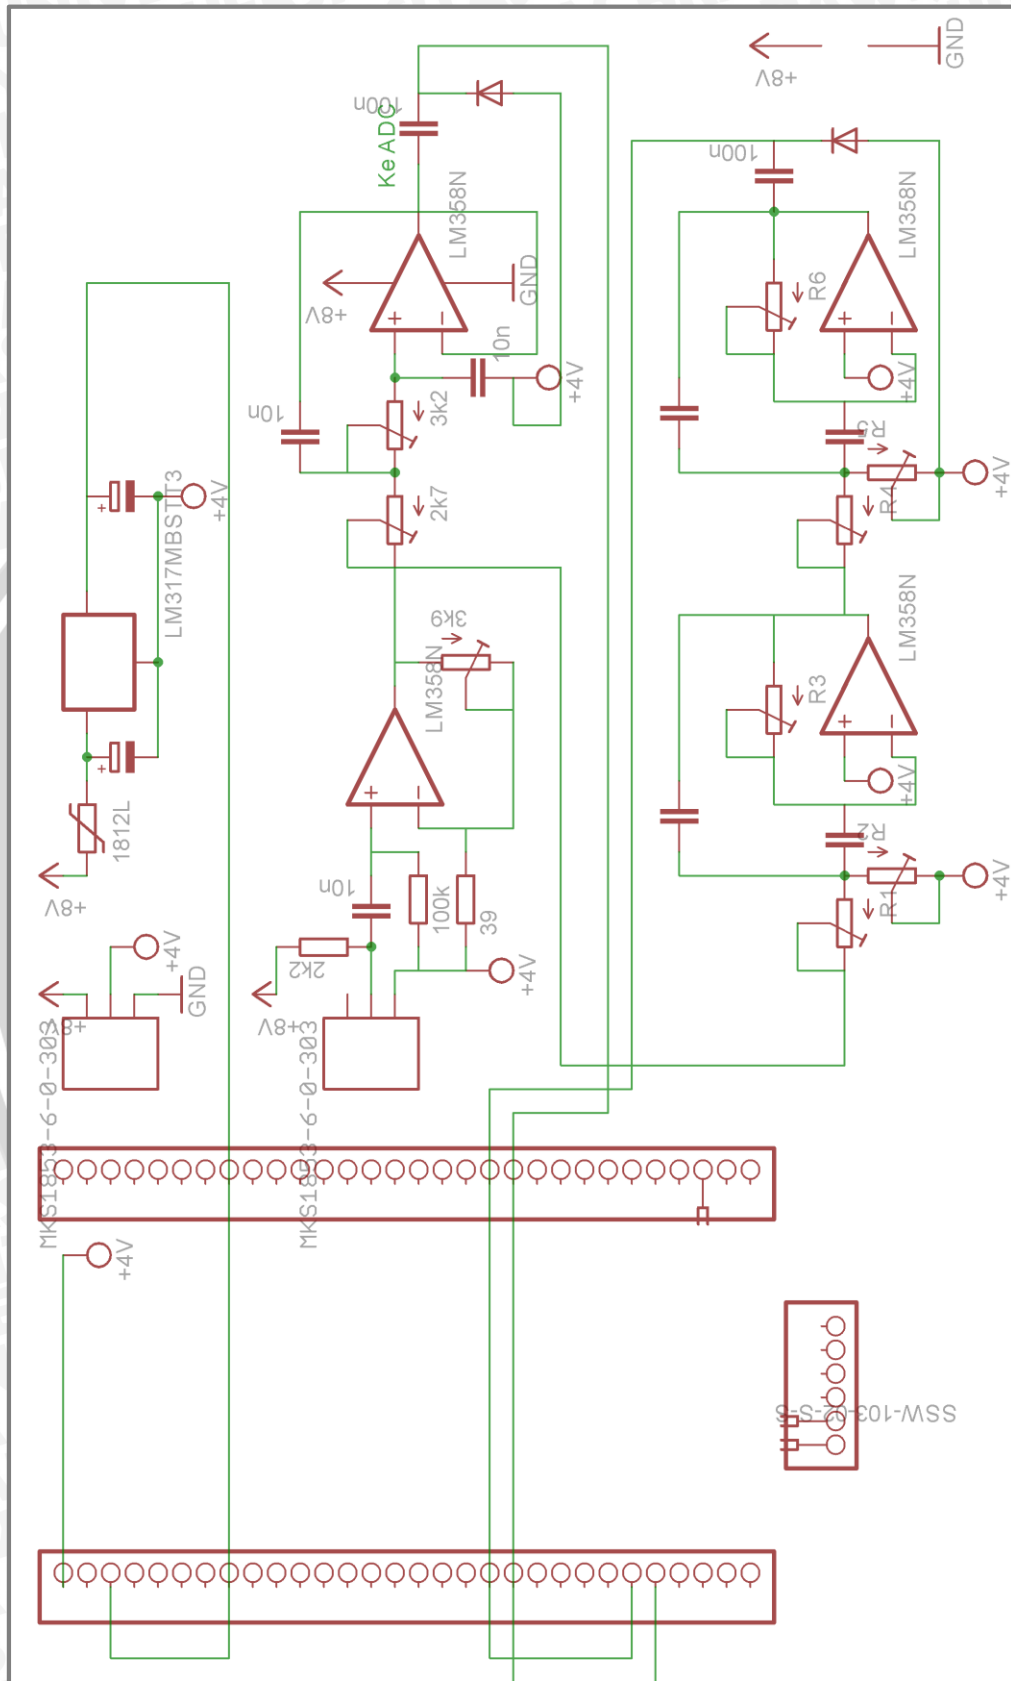 GND
+8V
100n
Ke ADC
100n
LM358N
LM358N
GND
+8V
R6
10n
+4V
+4V
10n
3k2
R5
+4V
LM317MBSTT3
+4V
2k7
R4
LM358N
3k9
LM358N
R3
+4V
1812L
R2
+8V
10n
100k
39
R1
+4V
+4V
GND
2k2
+4V
+8V
+8V
MKS1853-6-0-303
MKS1853-6-0-303
+4V
SSW-103-02-S-S